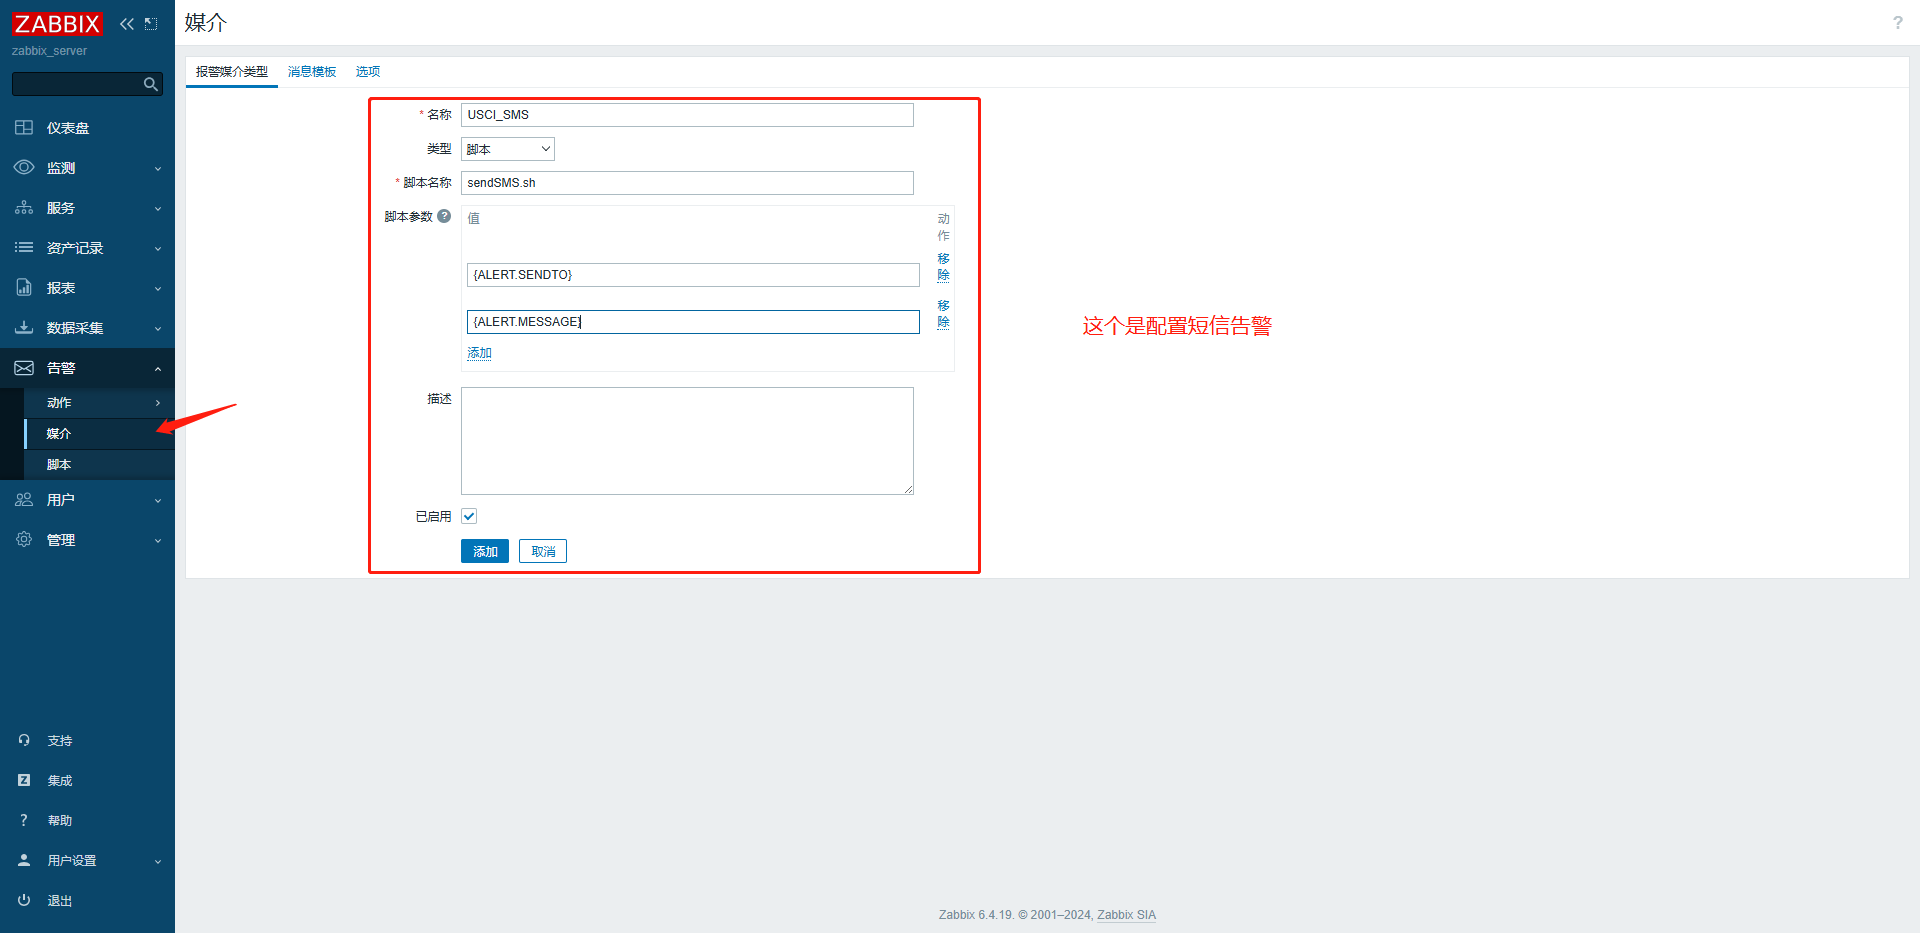 ZABBIX
zabbix_server
仪表盘
监测
服务
资产记录
报表
数据采集
告警
动作
媒介
脚本
用户
管理
支持
集成
帮助
用户设置
退出
媒介
?
报警媒介类型 消息模板 选项
* 名称 USCI_SMS
类型 脚本
* 脚本名称 sendSMS.sh
脚本参数 ? 值 动作
{ALERT.SENDTO} 移除
{ALERT.MESSAGE} 移除
添加
描述
已启用
添加 取消
这个是配置短信告警
Zabbix 6.4.19. © 2001–2024, Zabbix SIA